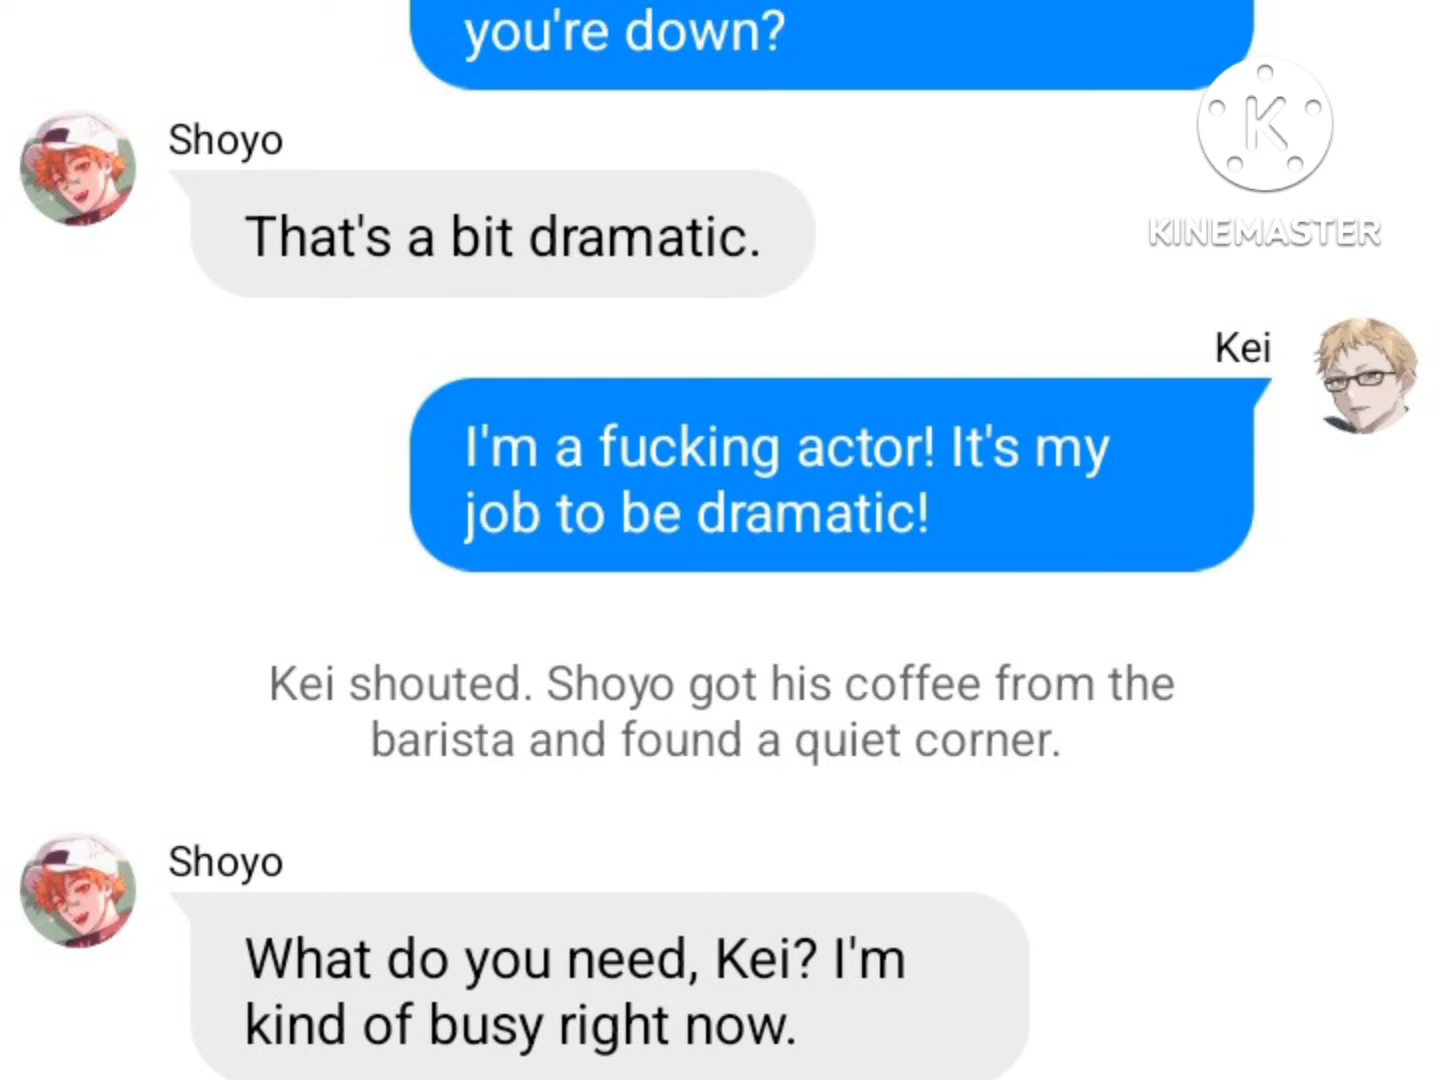 you're down?
Shoyo
K
KINEMASTER
That's a bit dramatic.
Kei
I'm a fucking actor! It's my
job to be dramatic!
Kei shouted. Shoyo got his coffee from the
barista and found a quiet corner.
Shoyo
What do you need, Kei? I'm
kind of busy right now.